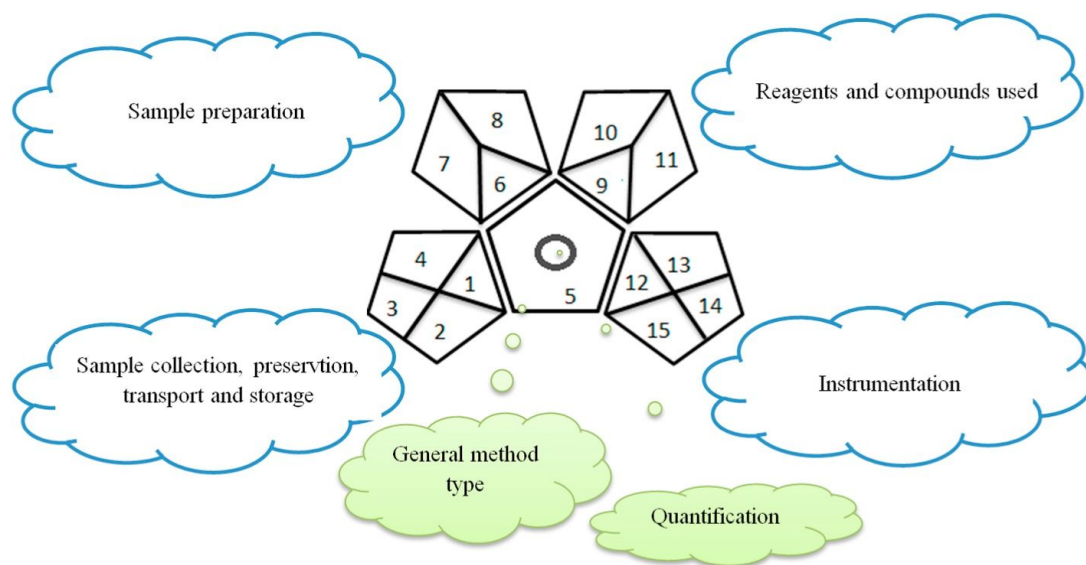 Sample preparation
Reagents and compounds used
8
10
7
11
6
9
4
1
5
12
13
3
2
15
14
Sample collection, preservtion,
transport and storage
Instrumentation
General method
type
Quantification